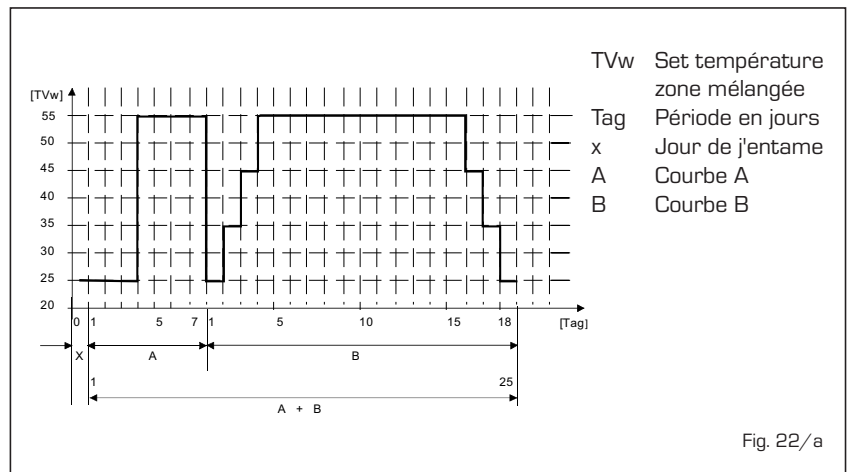 TVw Set température
zone mélangée
Tag Période en jours
x Jour de j'entame
A Courbe A
B Courbe B
[TVw]
55
50
45
40
35
30
25
20
0 1 5 7 1 5 10 15 18 [Tag]
X A B
1 25
A + B
Fig. 22/a